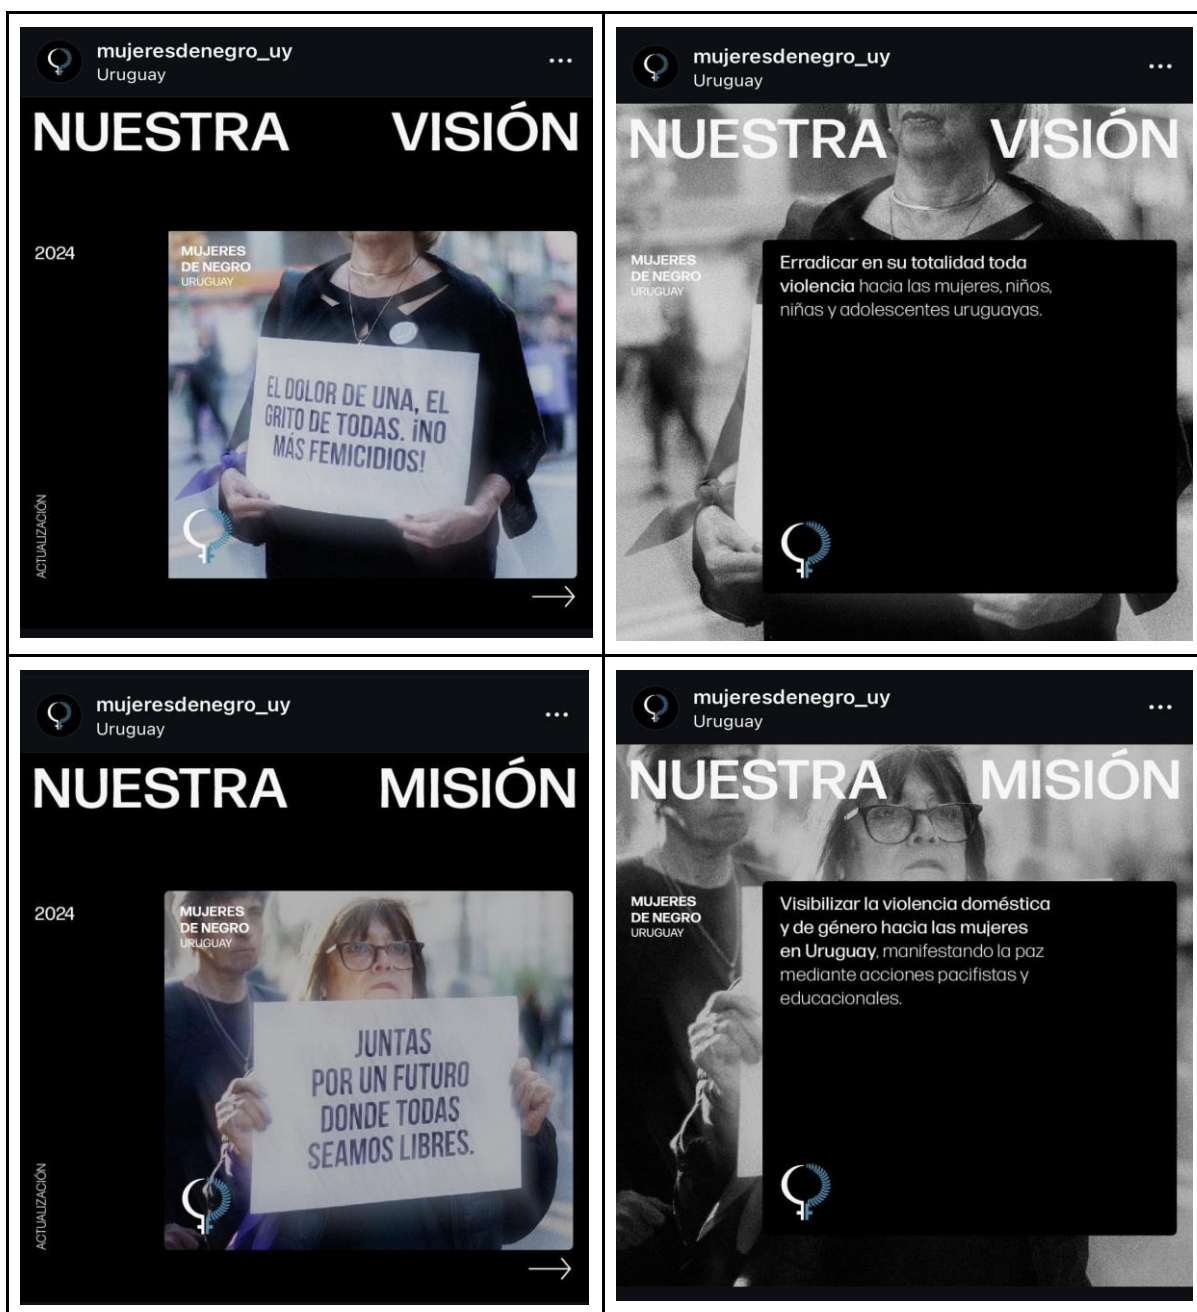 mujeresdenegro_uy
Uruguay
NUESTRA VISIÓN
2024
MUJERES
DE NEGRO
URUGUAY
EL DOLOR DE UNA, EL
GRITO DE TODAS. ¡NO
MÁS FEMICIDIOS!
ACTUALIZACIÓN
mujeresdenegro_uy
Uruguay
NUESTRA VISIÓN
MUJERES
DE NEGRO
URUGUAY
Erradicar en su totalidad toda
violencia hacia las mujeres, niños,
niñas y adolescentes uruguayas.
mujeresdenegro_uy
Uruguay
NUESTRA MISIÓN
2024
MUJERES
DE NEGRO
URUGUAY
JUNTAS
POR UN FUTURO
DONDE TODAS
SEAMOS LIBRES.
ACTUALIZACIÓN
mujeresdenegro_uy
Uruguay
NUESTRA MISIÓN
MUJERES
DE NEGRO
URUGUAY
Visibilizar la violencia doméstica
y de género hacia las mujeres
en Uruguay, manifestando la paz
mediante acciones pacifistas y
educacionales.